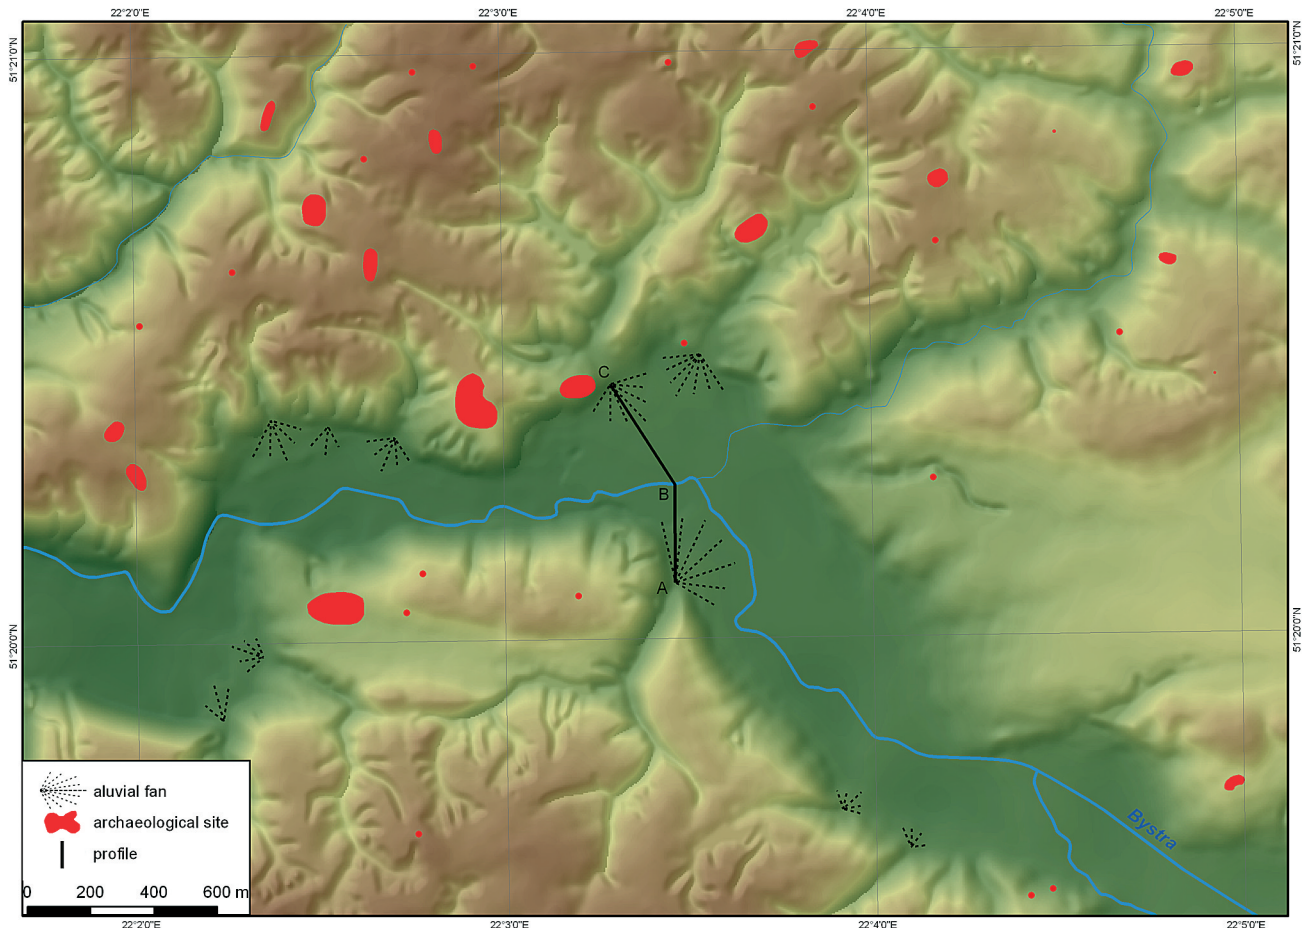 22°2'0"E 22°3'0"E 22°4'0"E 22°5'0"E
51°21'0"N 51°21'0"N
C
B
A
51°20'0"N 51°20'0"N
Bystra
aluvial fan
archaeological site
profile
0 200 400 600 m
22°2'0"E 22°3'0"E 22°4'0"E 22°5'0"E